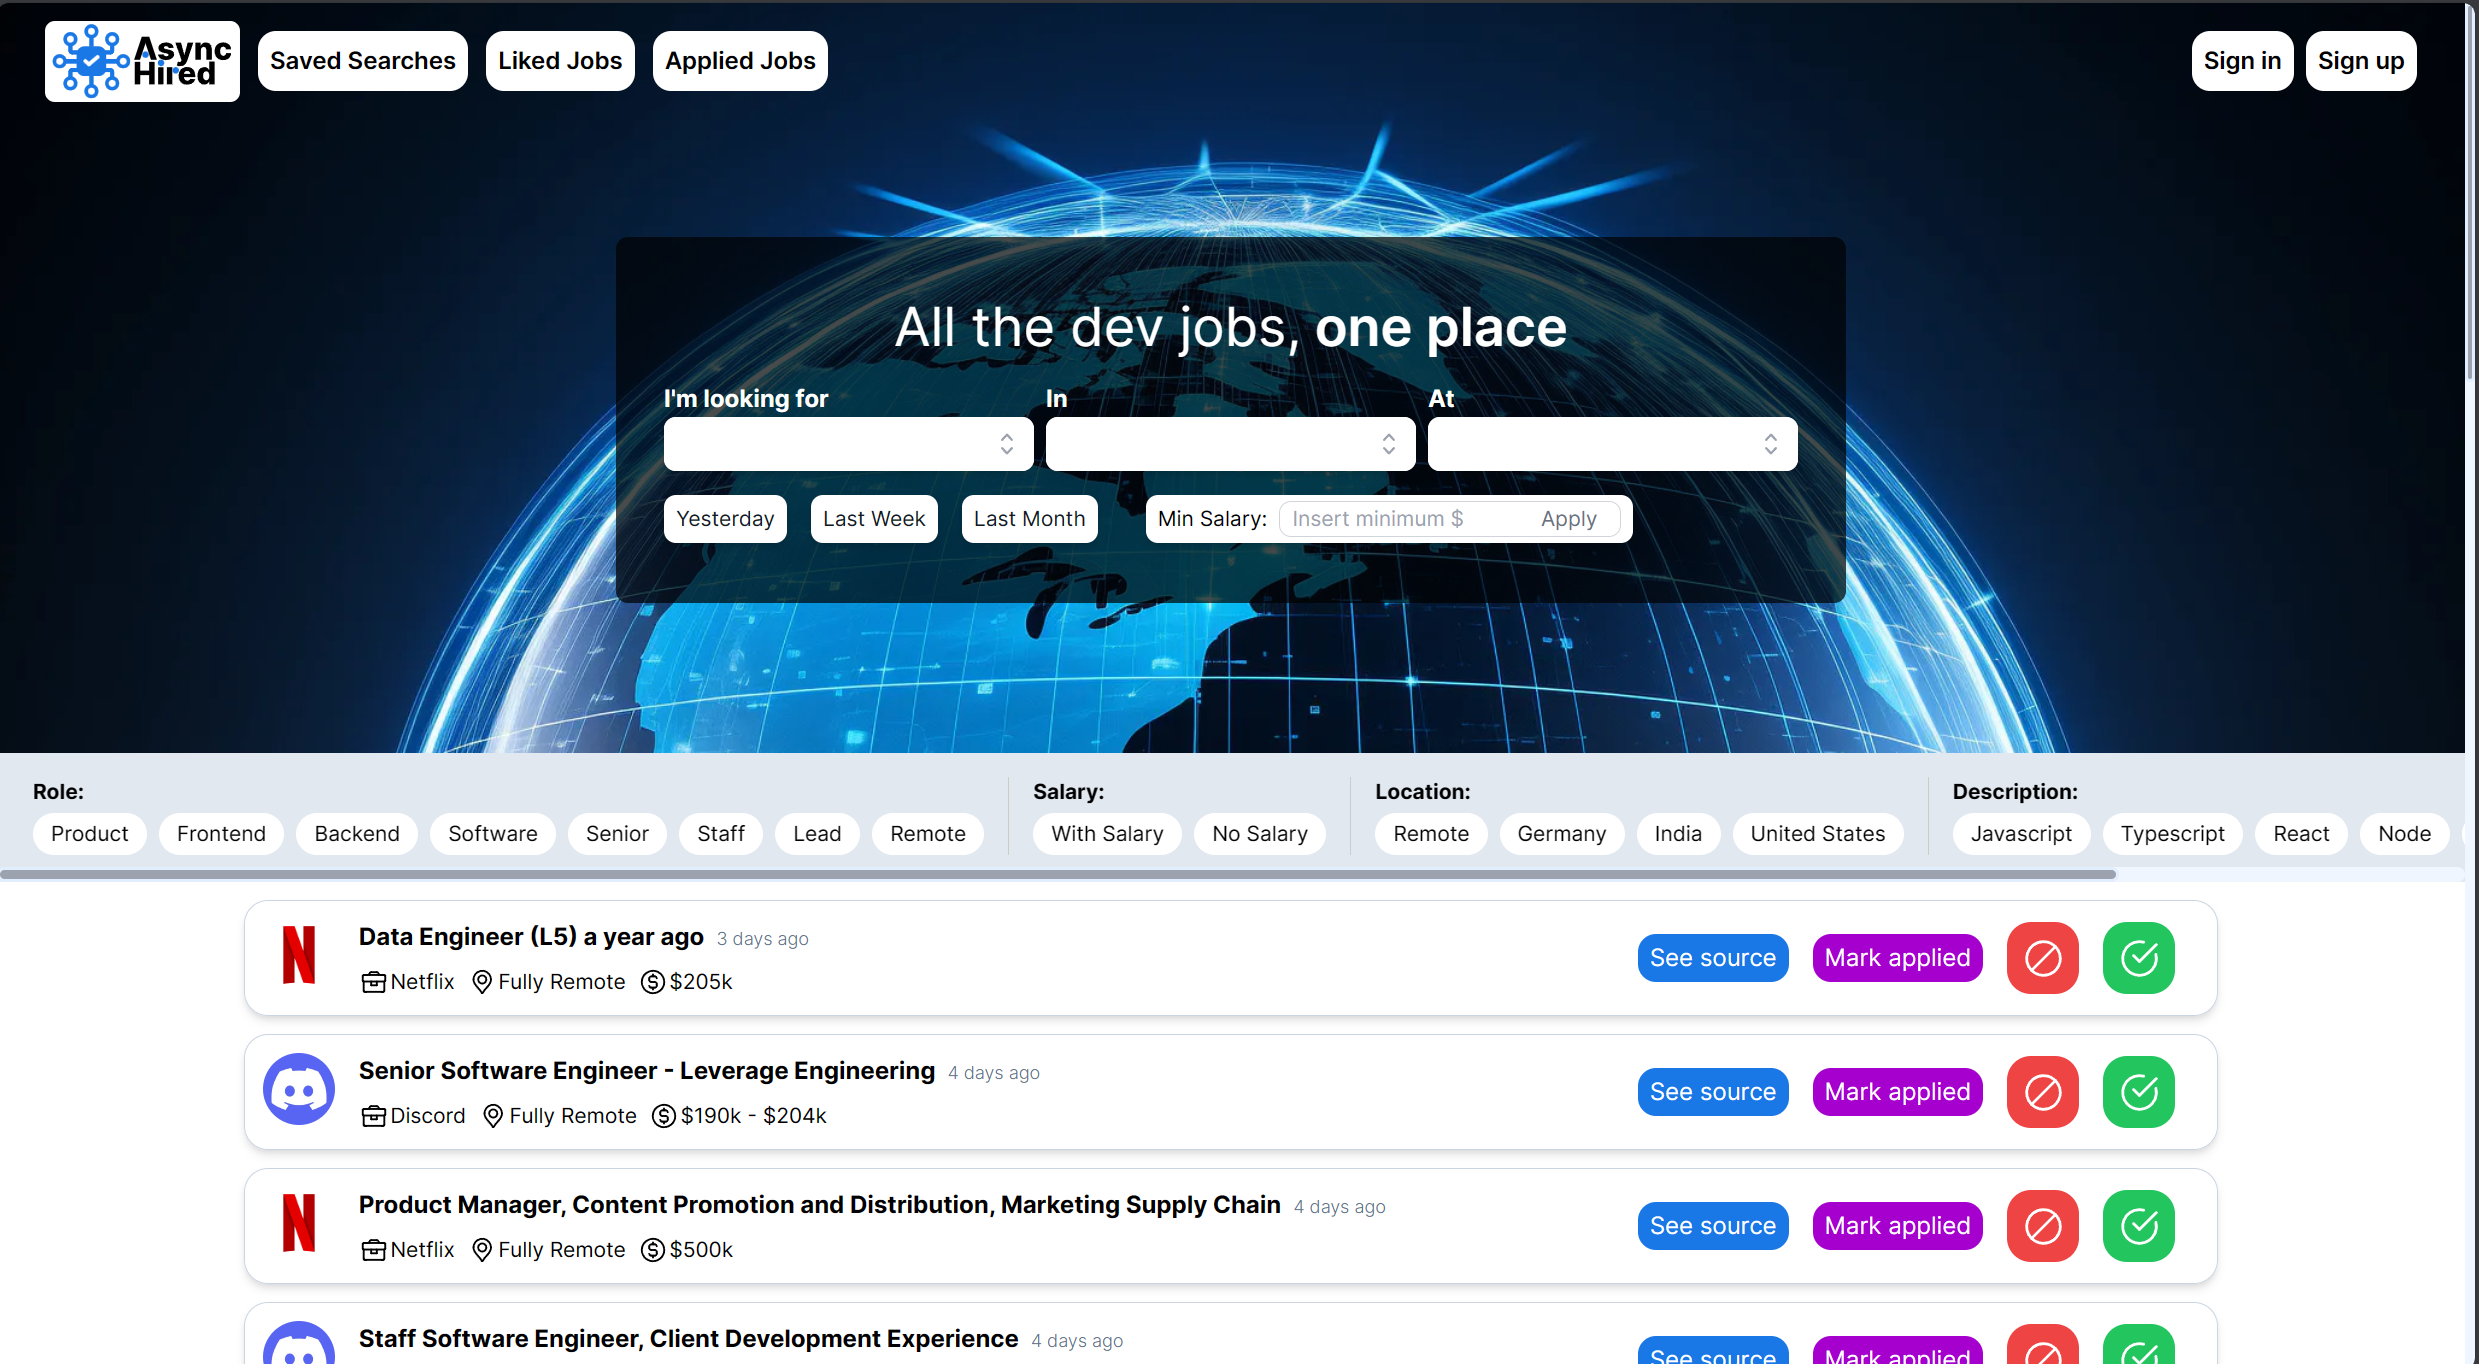 Async
Hired
Saved Searches
Liked Jobs
Applied Jobs
Sign in
Sign up
All the dev jobs, one place
I'm looking for
In
At
Yesterday
Last Week
Last Month
Min Salary:
Insert minimum $
Apply
Role:
Product
Frontend
Backend
Software
Senior
Staff
Lead
Remote
Salary:
With Salary
No Salary
Location:
Remote
Germany
India
United States
Description:
Javascript
Typescript
React
Node
Data Engineer (L5) a year ago 3 days ago
Netflix Fully Remote $205k
See source
Mark applied
Senior Software Engineer - Leverage Engineering 4 days ago
Discord Fully Remote $190k - $204k
See source
Mark applied
Product Manager, Content Promotion and Distribution, Marketing Supply Chain 4 days ago
Netflix Fully Remote $500k
See source
Mark applied
Staff Software Engineer, Client Development Experience 4 days ago
See source
Mark applied